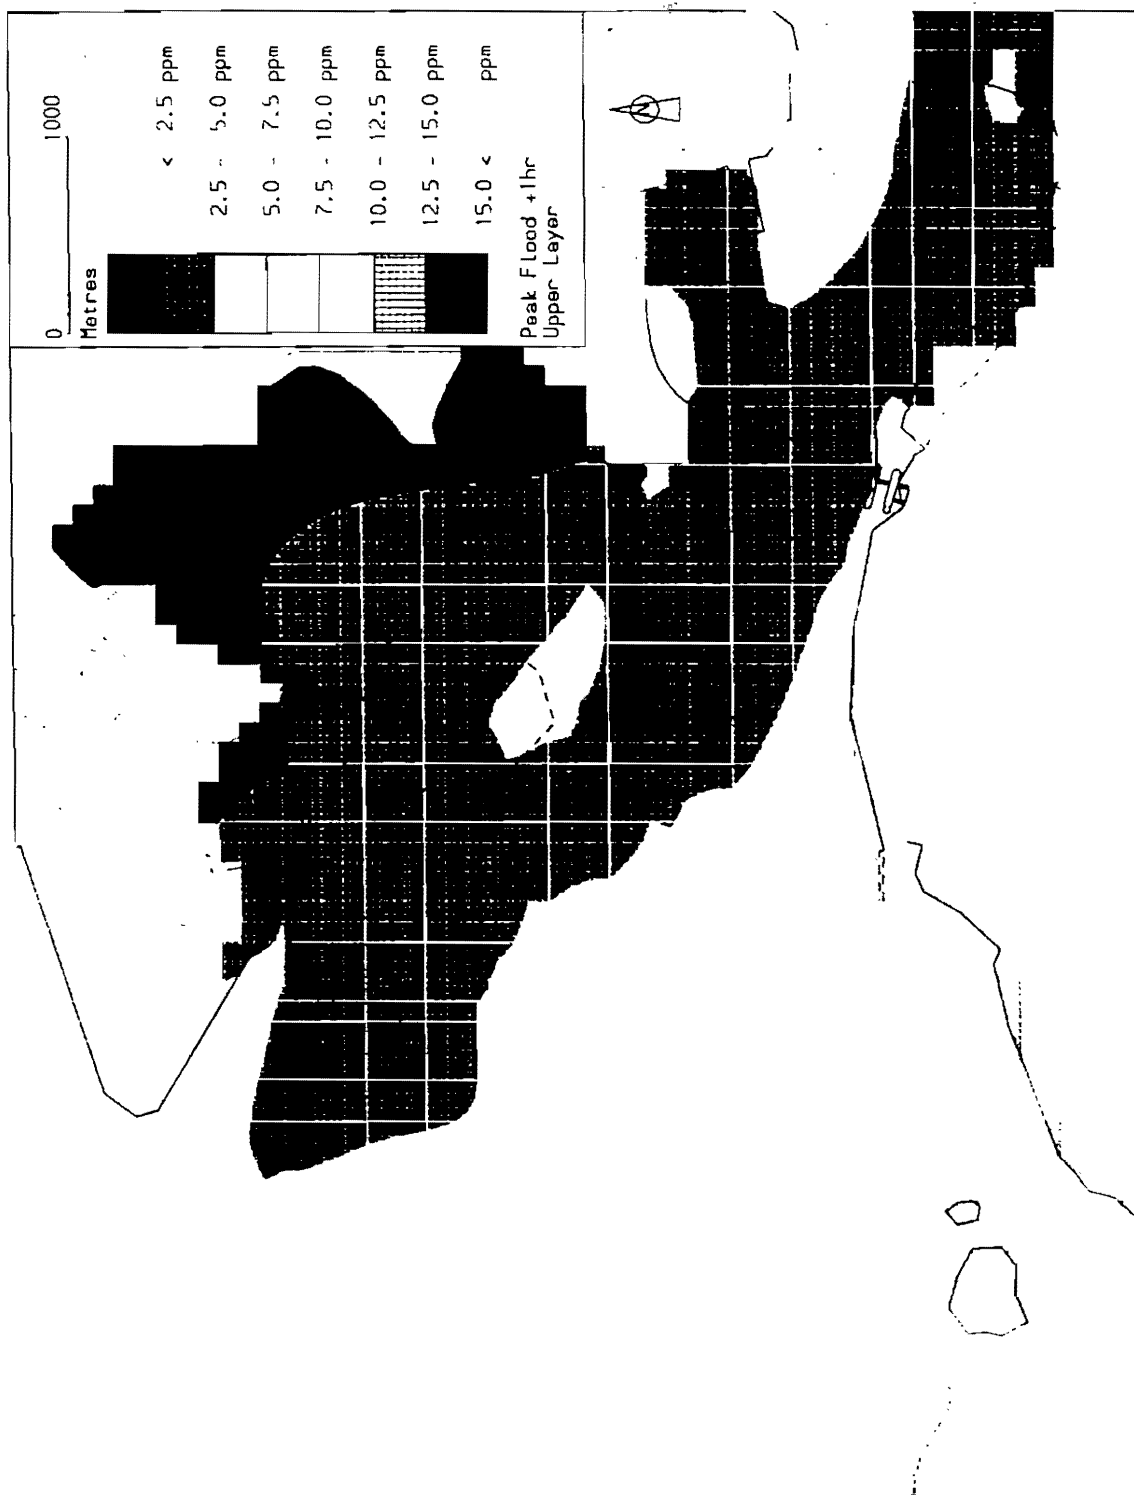 0 1000
Metres
< 2.5 ppm
2.5 - 5.0 ppm
5.0 - 7.5 ppm
7.5 - 10.0 ppm
10.0 - 12.5 ppm
12.5 - 15.0 ppm
15.0 < ppm
Peak Flood +1hr
Upper Layer
N